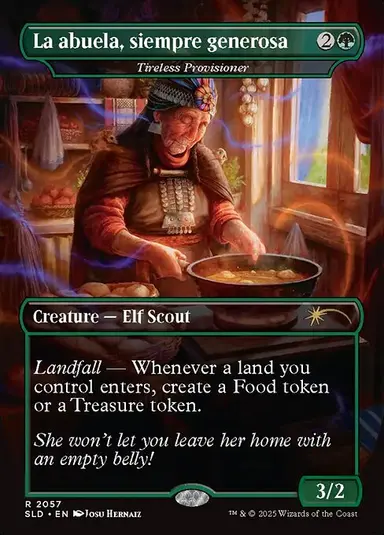 La abuela, siempre generosa 2
Tireless Provisioner
Creature — Elf Scout
Landfall — Whenever a land you
control enters, create a Food token
or a Treasure token.
She won't let you leave her home with
an empty belly!
3/2
R 2057
SLD • EN Josu Hernaiz
™ & © 2025 Wizards of the Coast